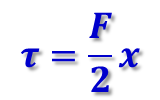 τ = F/2 x